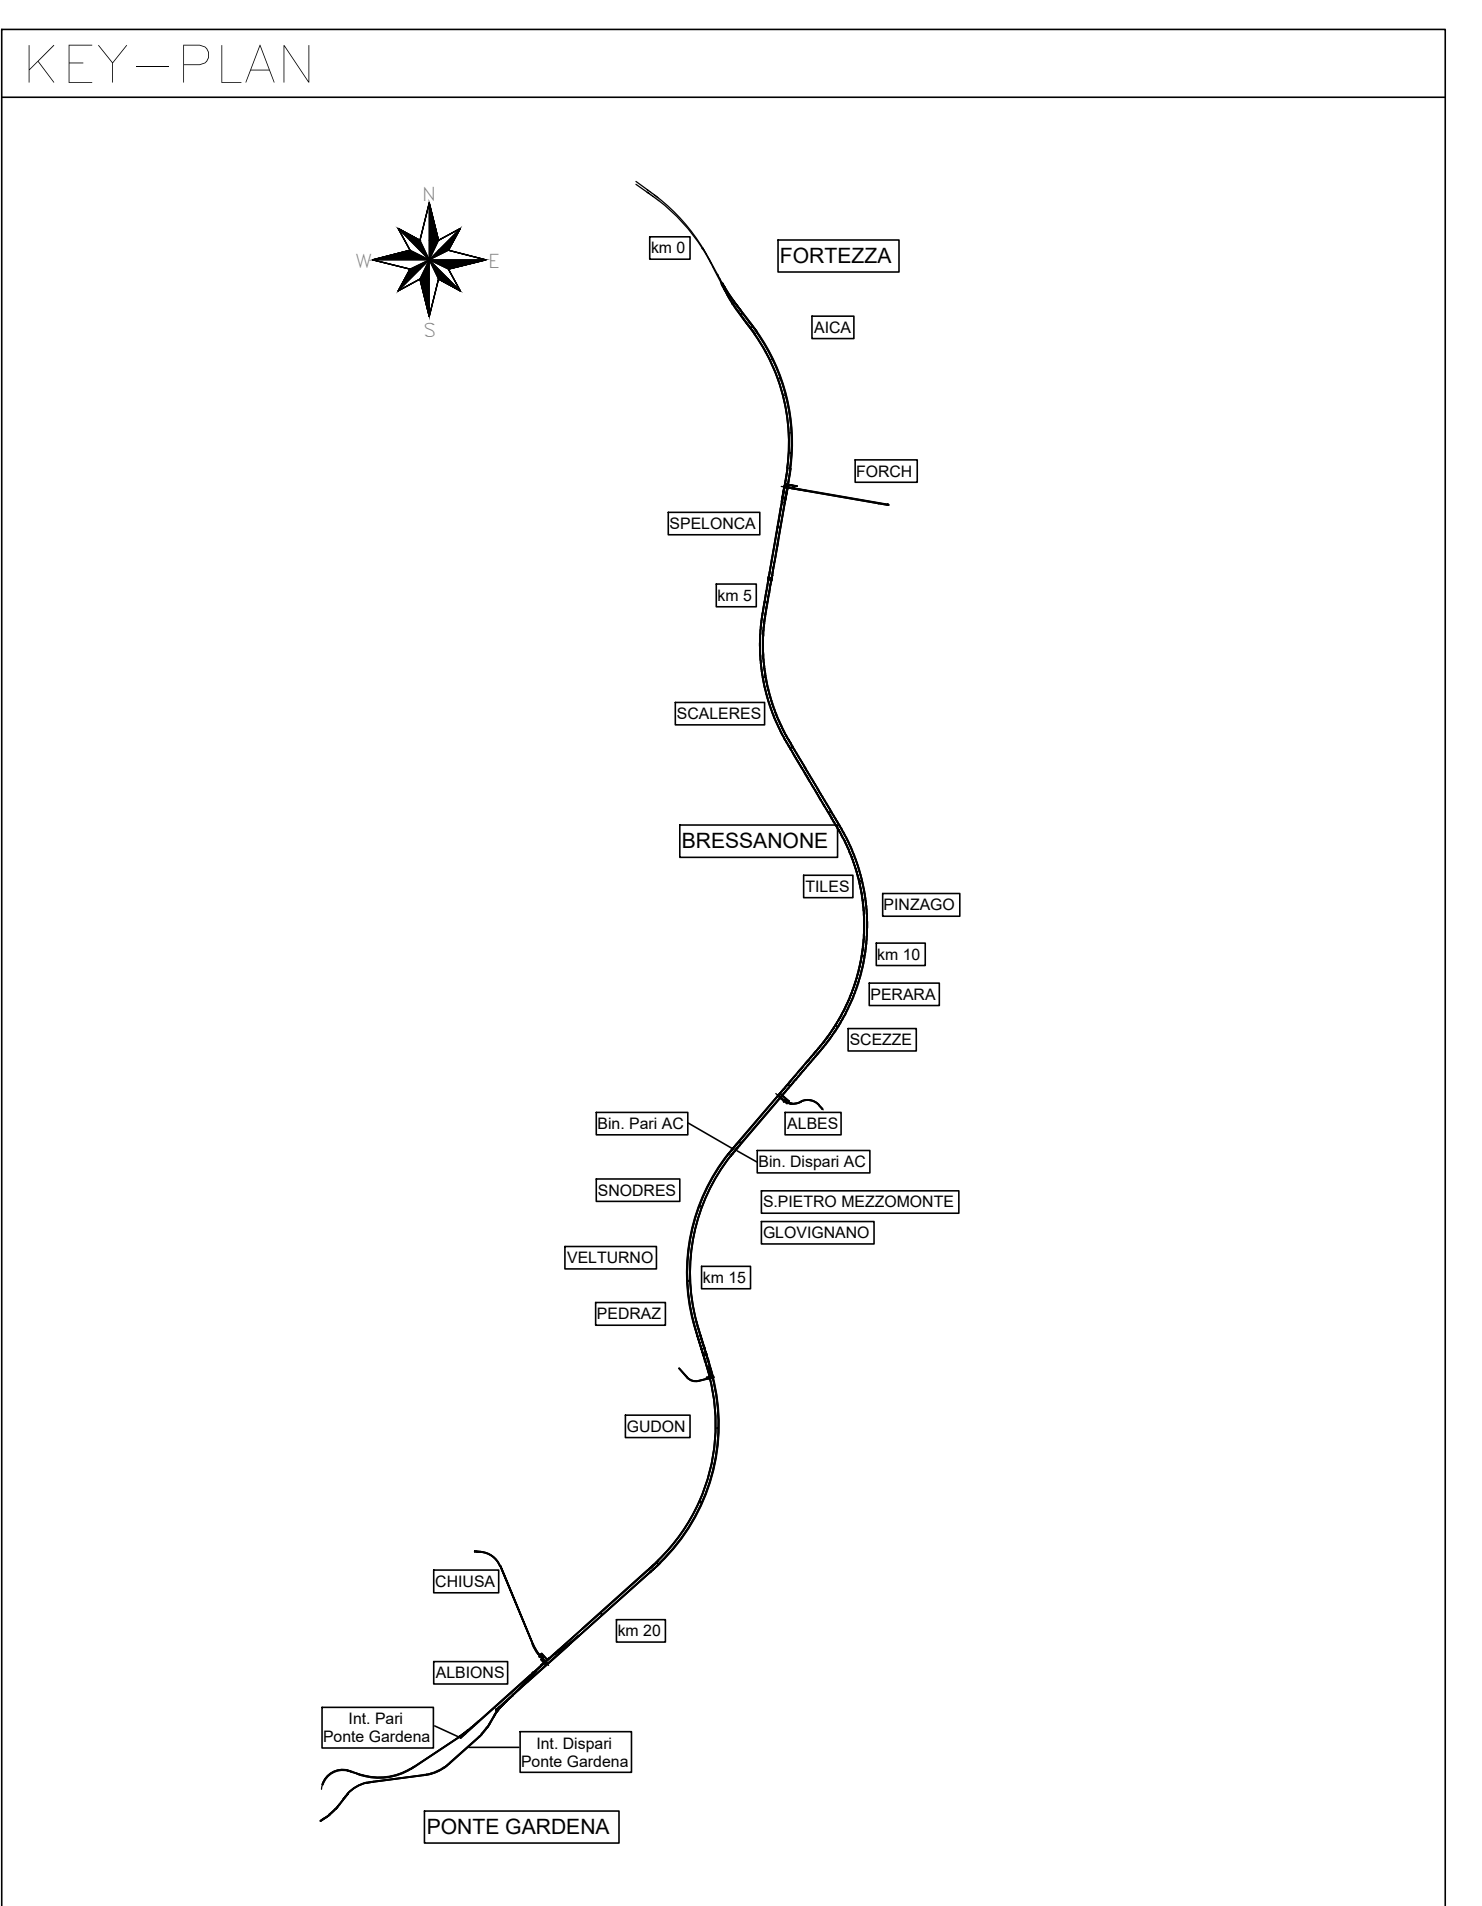 KEY-PLAN
N
km 0
FORTEZZA
W
E
S
AICA
FORCH
SPELONCA
km 5
SCALERES
BRESSANONE
TILES
PINZAGO
km 10
PERARA
SCEZZE
Bin. Pari AC
ALBES
Bin. Dispari AC
SNODRES
S.PIETRO MEZZOMONTE
GLOVIGNANO
VELTURNO
km 15
PEDRAZ
GUDON
CHIUSA
km 20
ALBIONS
Int. Pari
Ponte Gardena
Int. Dispari
Ponte Gardena
PONTE GARDENA